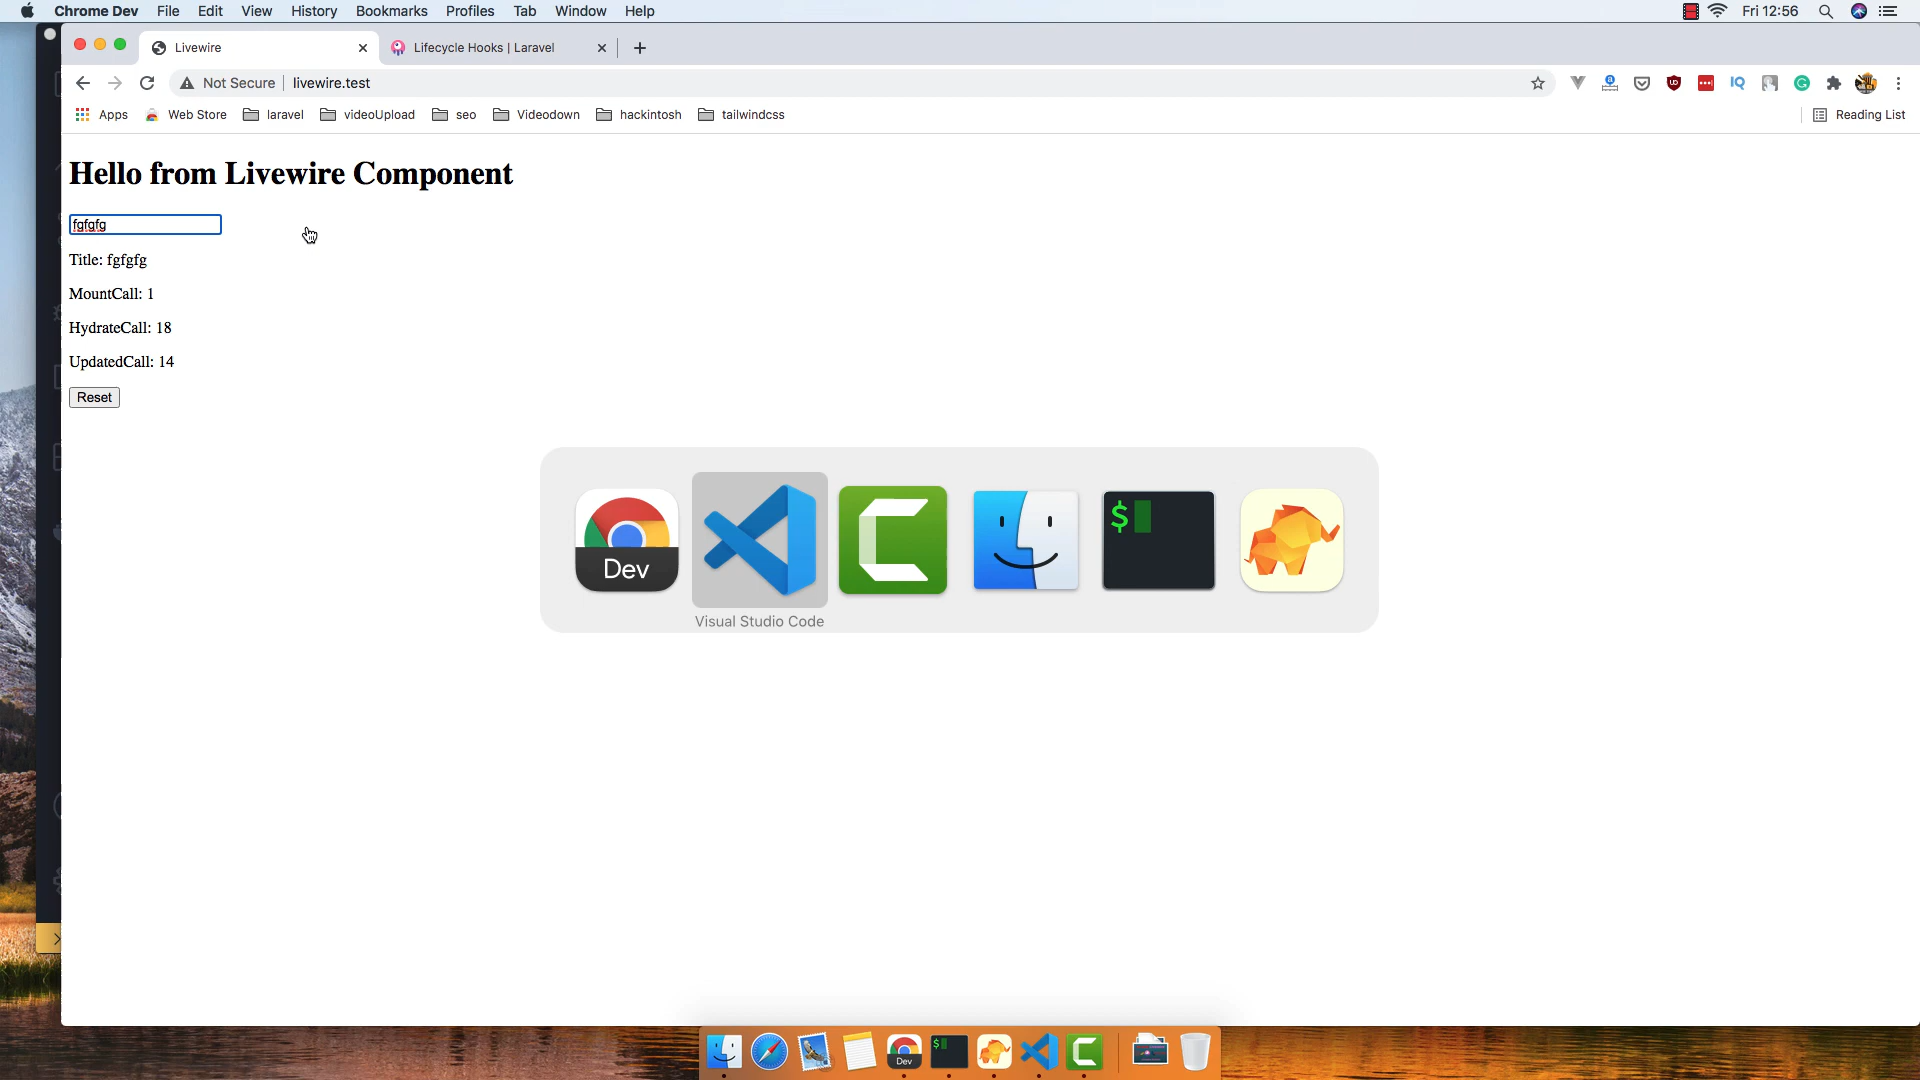 Chrome Dev File Edit View History Bookmarks Profiles Tab Window Help Fri 12:56
Livewire Lifecycle Hooks | Laravel
Not Secure livewire.test
Apps Web Store laravel videoUpload seo Videodown hackintosh tailwindcss Reading List
Hello from Livewire Component
fgfgfg
Title: fgfgfg
MountCall: 1
HydrateCall: 18
UpdatedCall: 14
Reset
Dev
$
Visual Studio Code
Dev
$